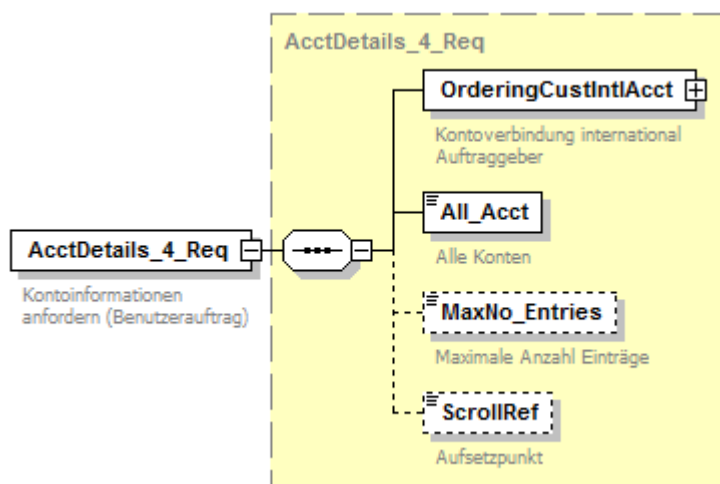 AcctDetails_4_Req
OrderingCustIntlAcct
Kontoverbindung international
Auftraggeber
All_Acct
Alle Konten
AcctDetails_4_Req
Kontoinformationen
anfordern (Benutzerauftrag)
MaxNo_Entries
Maximale Anzahl Einträge
ScrollRef
Aufsetzpunkt